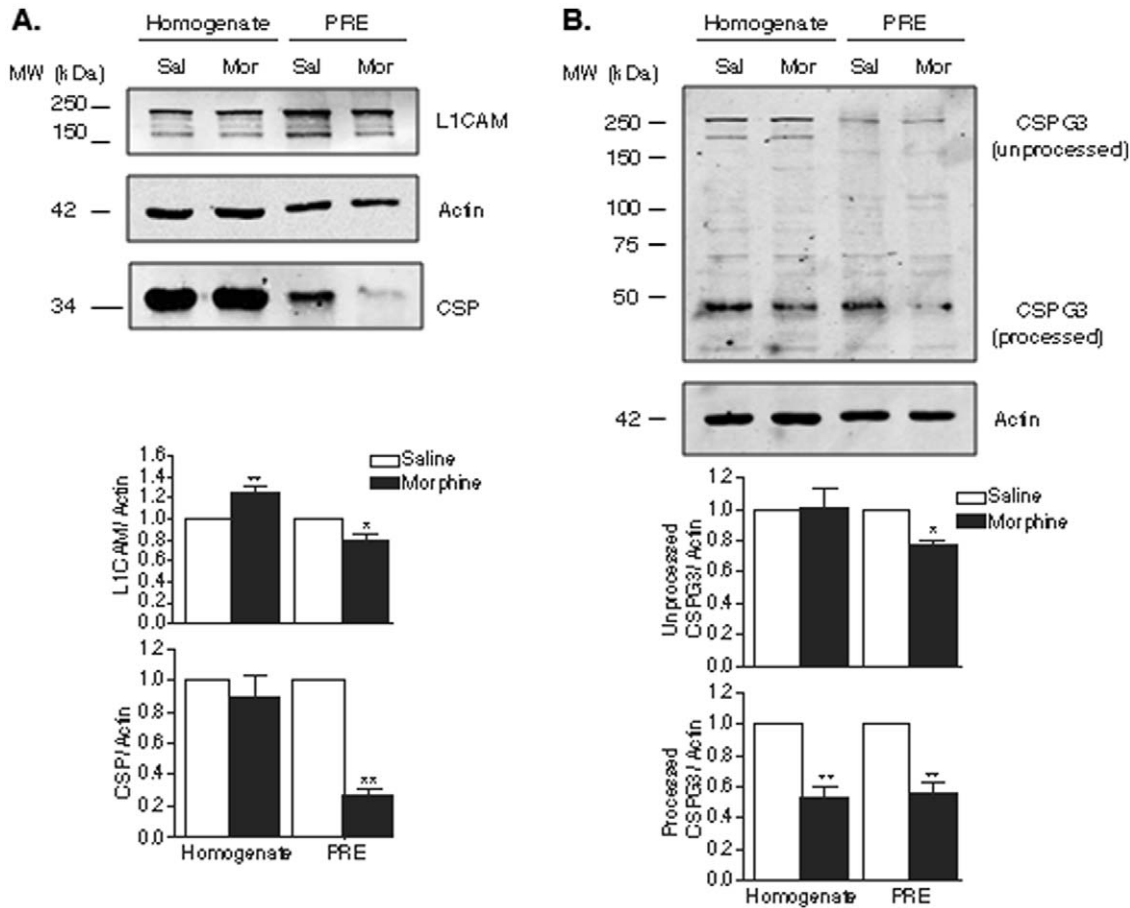 A.
Homogenate PRE
MW (kDa) Sal Mor Sal Mor
250
150
L1CAM
42
Actin
34
CSP
1.6
1.4
1.2
1.0
0.8
0.6
0.4
0.2
0.0
L1CAM/Actin
**
*
Saline
Morphine
1.2
1.0
0.8
0.6
0.4
0.2
0.0
CSP/Actin
**
Homogenate PRE
B.
Homogenate PRE
MW (kDa) Sal Mor Sal Mor
250
150
100
75
50
CSPG3
(unprocessed)
CSPG3
(processed)
42
Actin
1.2
1.0
0.8
0.6
0.4
0.2
0.0
Unprocessed
CSPG3/Actin
*
Saline
Morphine
1.2
1.0
0.8
0.6
0.4
0.2
0.0
Processed
CSPG3/Actin
**
**
Homogenate PRE